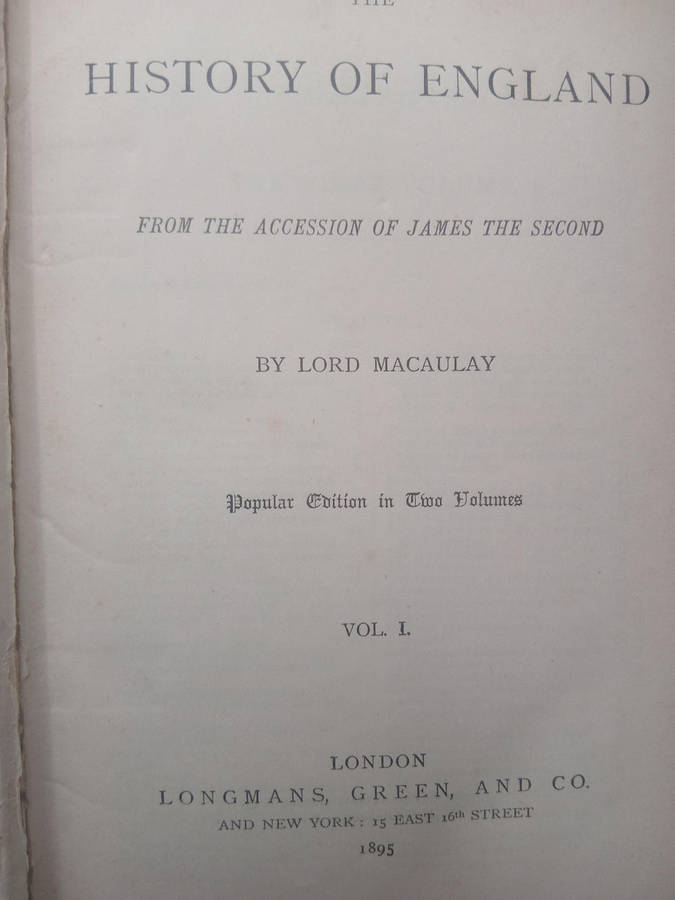 THE
HISTORY OF ENGLAND
FROM THE ACCESSION OF JAMES THE SECOND
BY LORD MACAULAY
Popular Edition in Two Volumes
VOL. I.
LONDON
LONGMANS, GREEN, AND CO.
AND NEW YORK: 15 EAST 16th STREET
1895